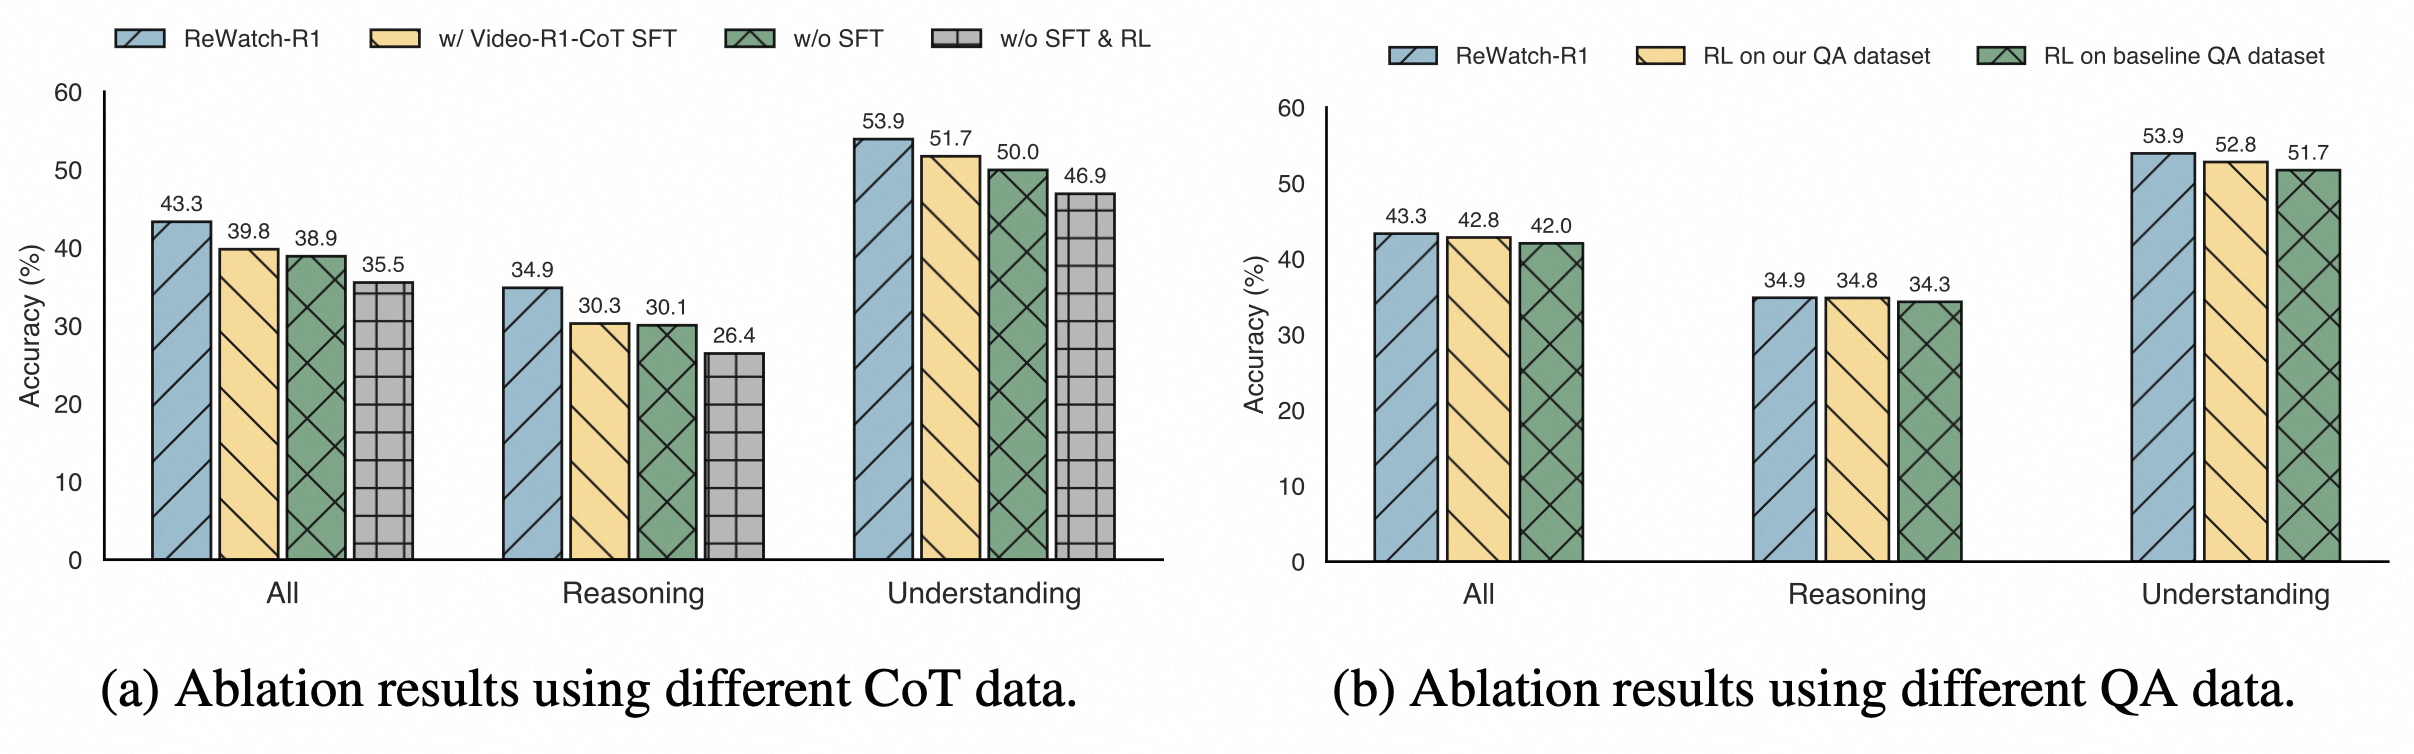 ReWatch-R1 w/ Video-R1-CoT SFT w/o SFT w/o SFT & RL
60
50
40
30
20
10
0
Accuracy (%)
43.3 39.8 38.9 35.5
34.9 30.3 30.1 26.4
53.9 51.7 50.0 46.9
All Reasoning Understanding
(a) Ablation results using different CoT data.
ReWatch-R1 RL on our QA dataset RL on baseline QA dataset
60
50
40
30
20
10
0
Accuracy (%)
43.3 42.8 42.0
34.9 34.8 34.3
53.9 52.8 51.7
All Reasoning Understanding
(b) Ablation results using different QA data.